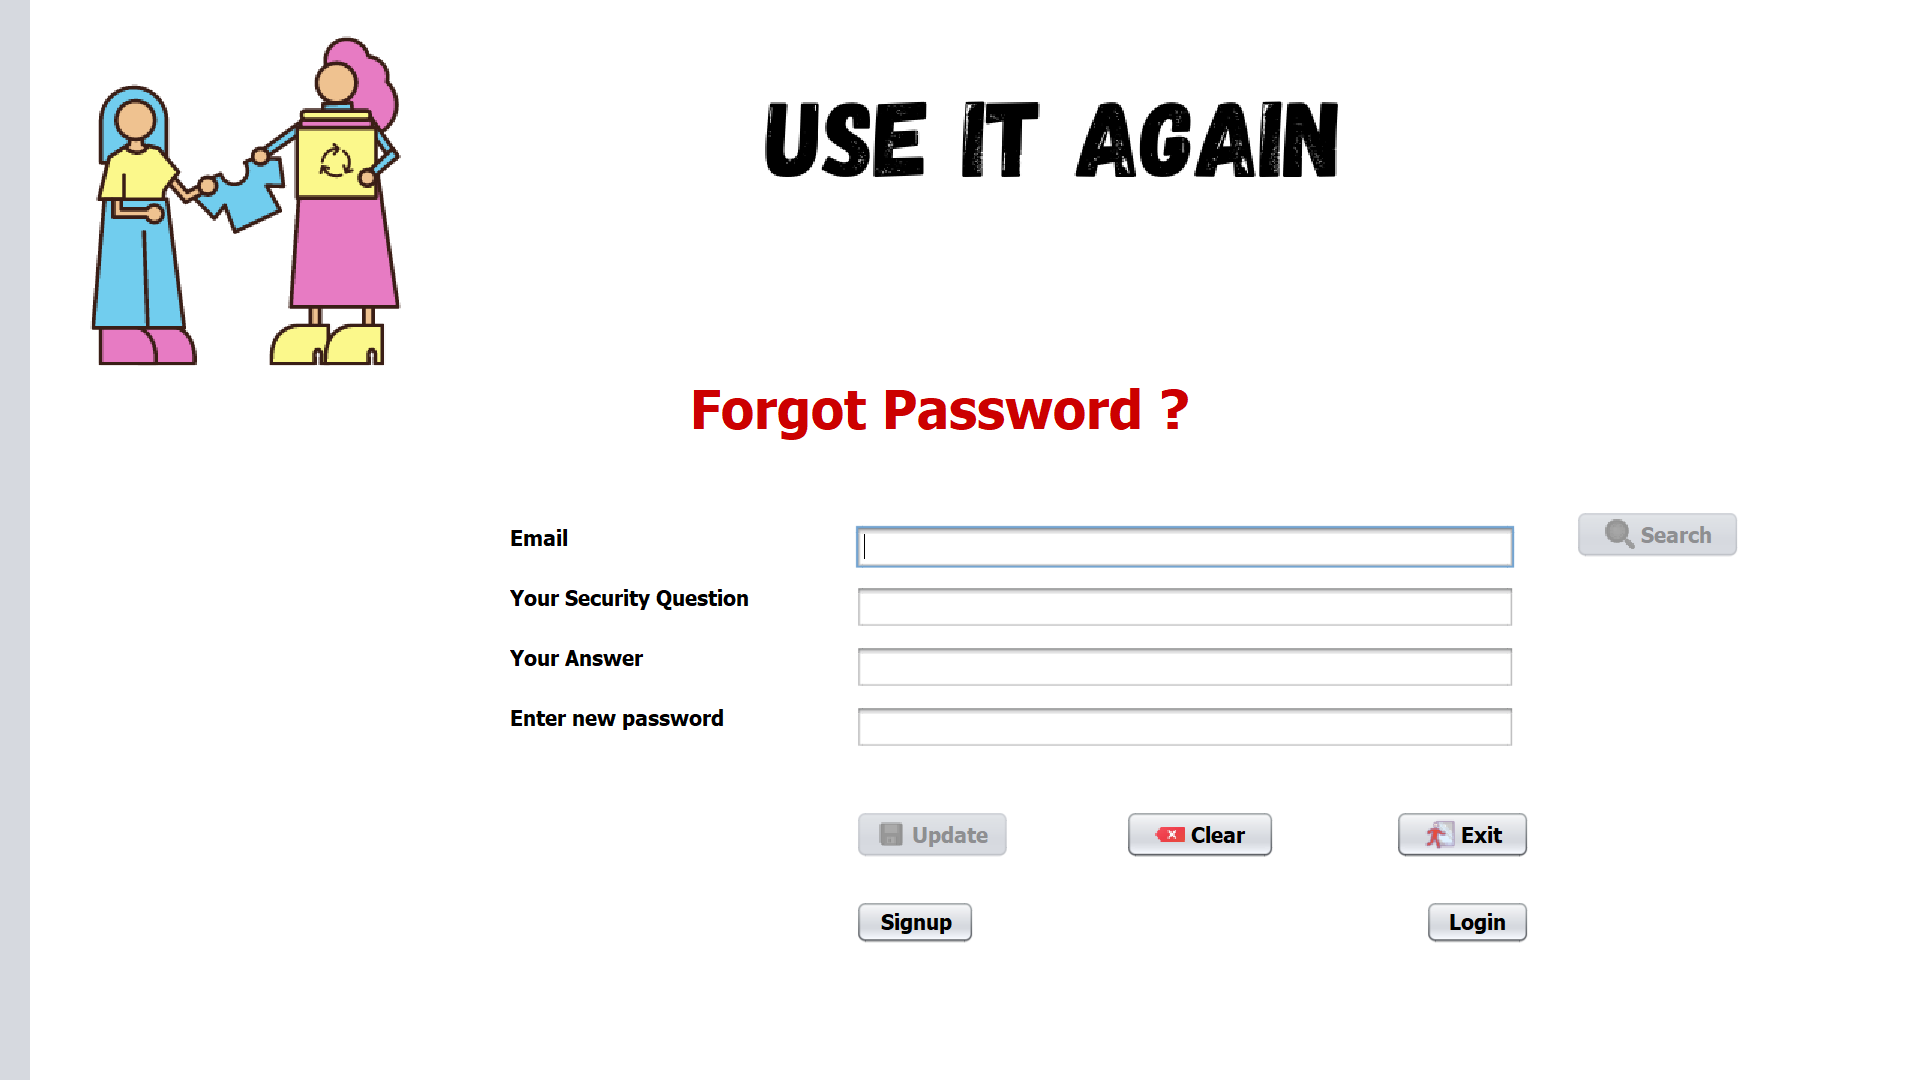 USE IT AGAIN
Forgot Password ?
Email
Search
Your Security Question
Your Answer
Enter new password
Update
Clear
Exit
Signup
Login